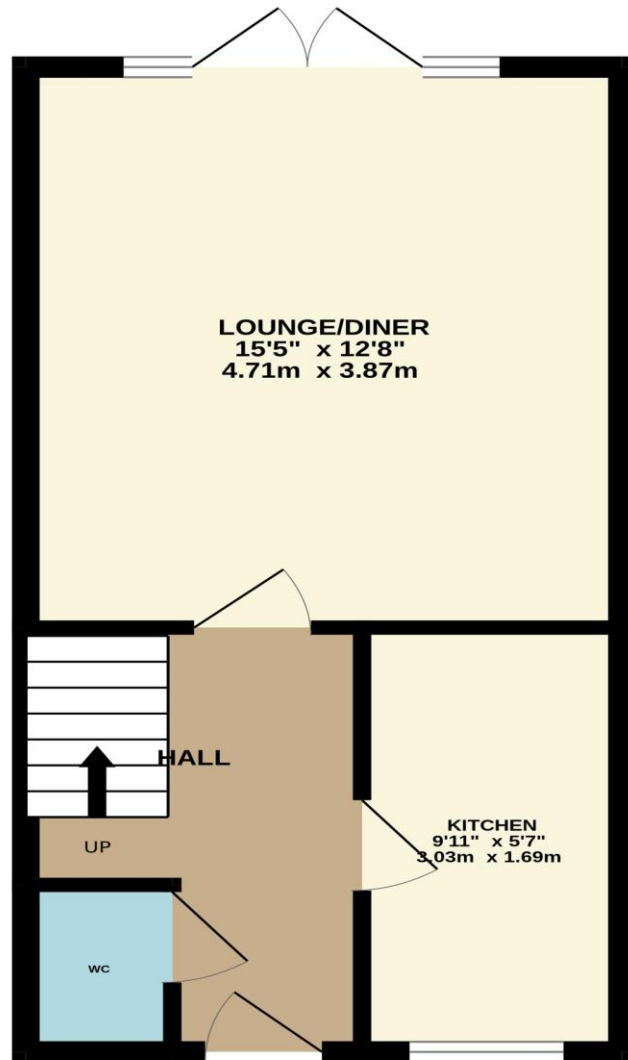 LOUNGE/DINER
15'5" x 12'8"
4.71m x 3.87m
HALL
KITCHEN
9'11" x 5'7"
3.03m x 1.69m
UP
WC